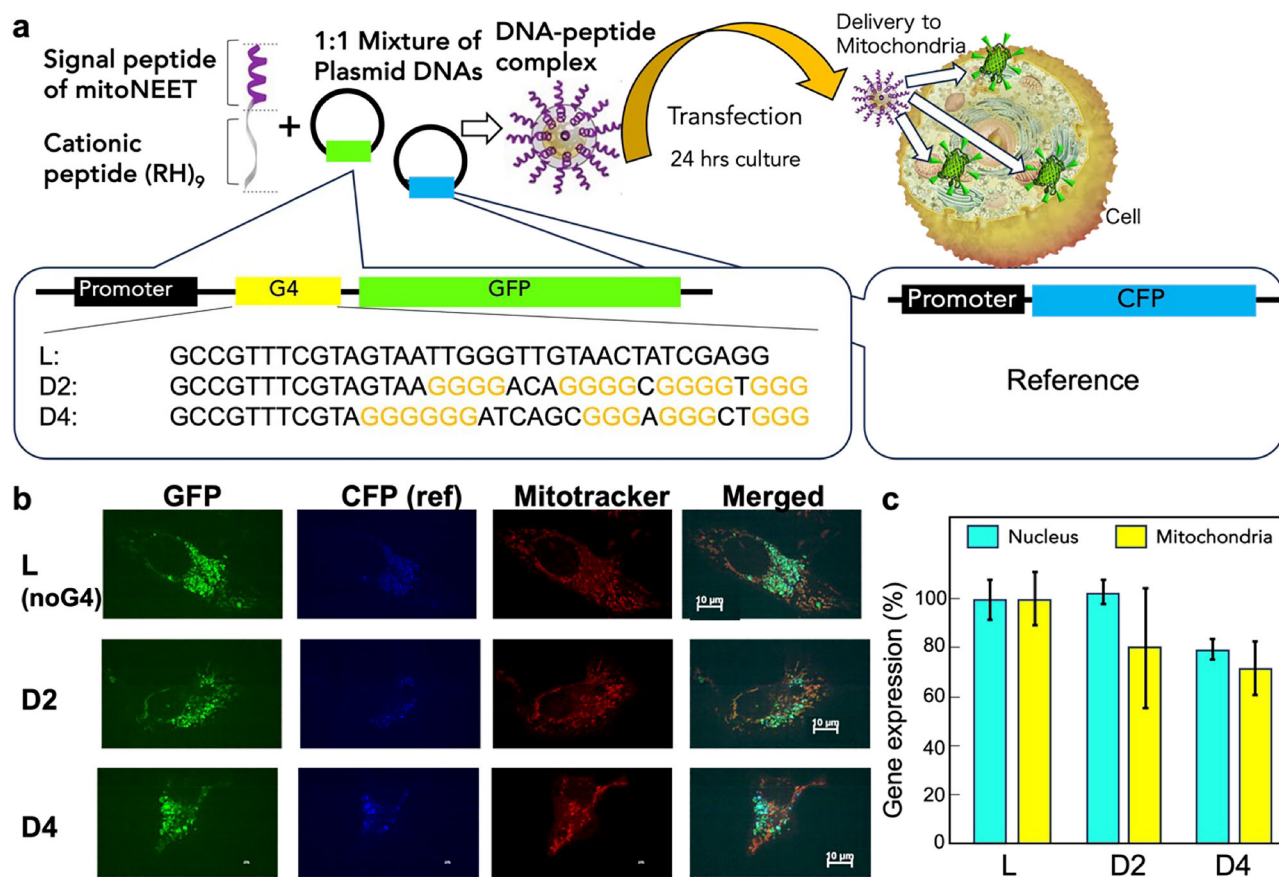 a
Signal peptide
of mitoNEET
Cationic
peptide (RH)₉
+
1:1 Mixture of
Plasmid DNAs
DNA-peptide
complex
Transfection
24 hrs culture
Delivery to
Mitochondria
Cell
Promoter G4 GFP
L: GCCGTTTCGTAGTAATTGGGTTGTAACTATCGAGG
D2: GCCGTTTCGTAGTAAGGGGACAGGGGCGGGGTGGG
D4: GCCGTTTCGTAGGGGGGATCAGCGGGAGGGCTGGG
Promoter CFP
Reference
b
GFP CFP (ref) Mitotracker Merged
L
(noG4)
10 µm
D2
10 µm
D4
10 µm
c
Nucleus Mitochondria
Gene expression (%)
100
80
60
40
20
0
L D2 D4